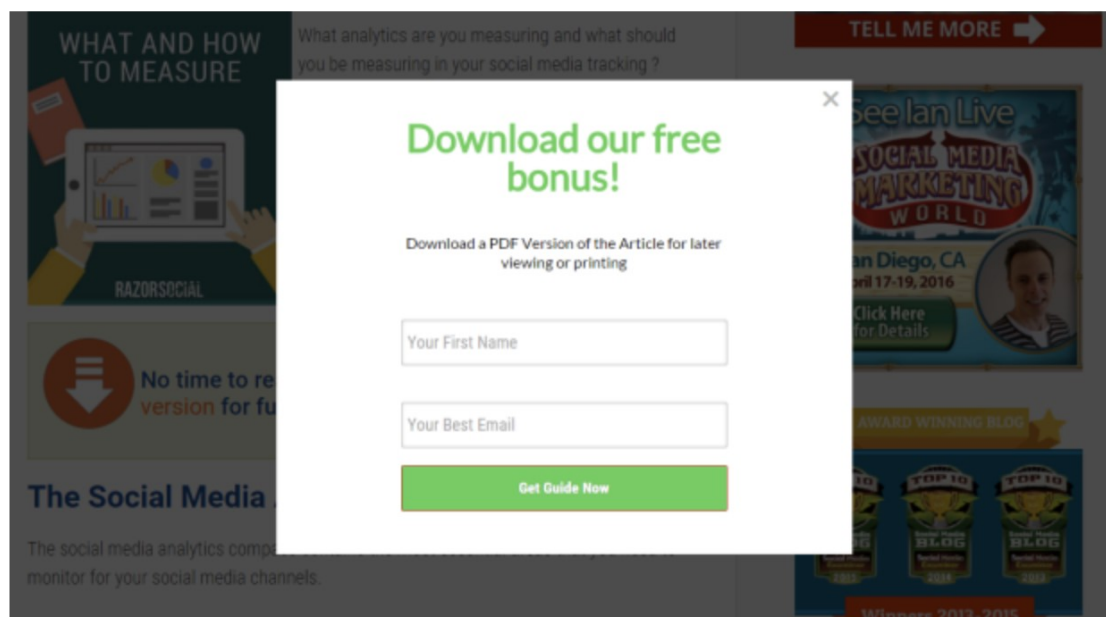 WHAT AND HOW
TO MEASURE
RAZORSOCIAL
What analytics are you measuring and what should
you be measuring in your social media tracking ?
No time to re
version for fu
The Social Media
The social media analytics compa
monitor for your social media channels.
×
Download our free
bonus!
Download a PDF Version of the Article for later
viewing or printing
Your First Name
Your Best Email
Get Guide Now
TELL ME MORE
See Ian Live
SOCIAL MEDIA
MARKETING
WORLD
an Diego, CA
pril 17-19, 2016
Click Here
for Details
AWARD WINNING BLOG
10
TOP 10
TOP 10
BLOG
BLOG
2014
Winners 2013-2015